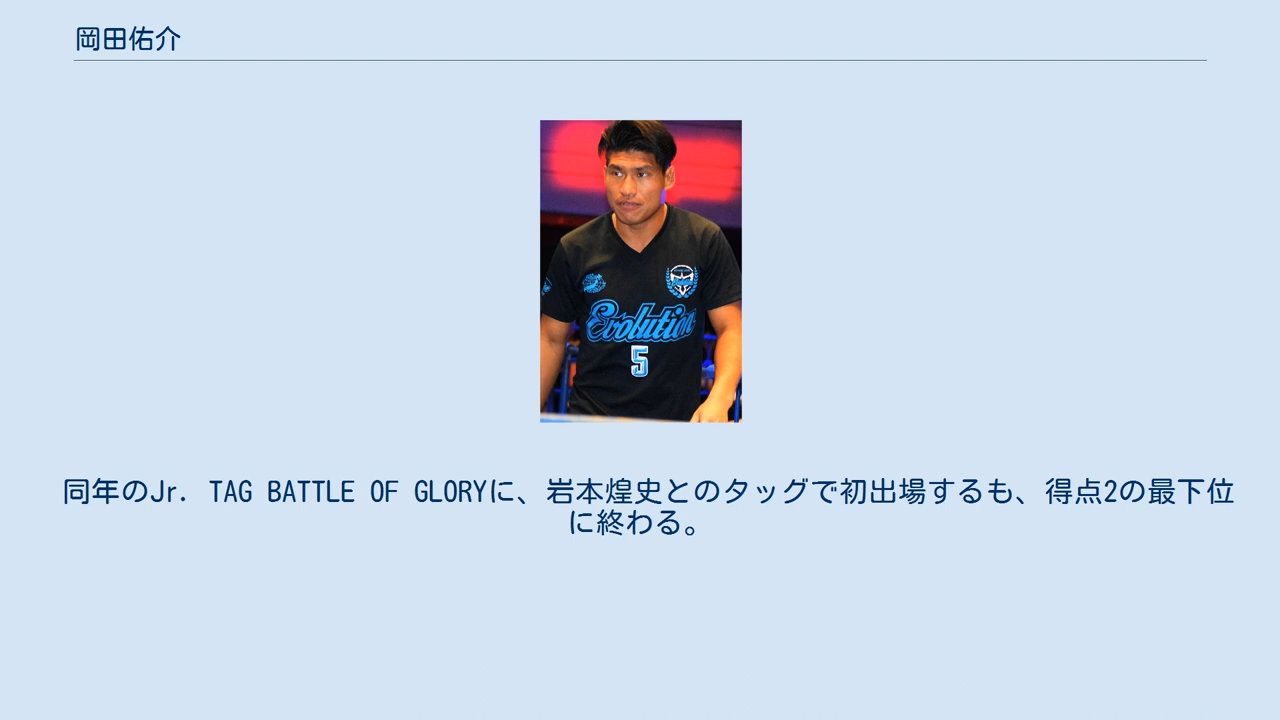 岡田佑介
Evolution
5
同年のJr. TAG BATTLE OF GLORYに、岩本煌史とのタッグで初出場するも、得点2の最下位
に終わる。